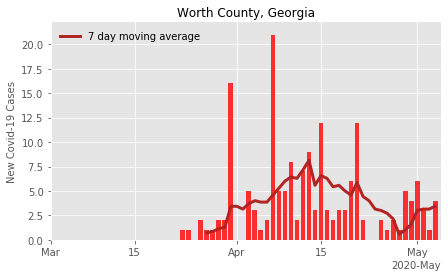 Worth County, Georgia
7 day moving average
New Covid-19 Cases
20.0
17.5
15.0
12.5
10.0
7.5
5.0
2.5
0.0
Mar 15 Apr 15 May
2020-May